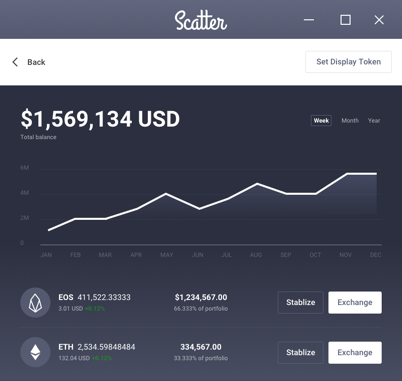 Scatter
Back
Set Display Token
$1,569,134 USD
Total balance
Week Month Year
6M
4M
2M
0
JAN FEB MAR APR MAY JUN JUL AUG SEP OCT NOV DEC
EOS 411,522.33333
3.01 USD +0.12%
$1,234,567.00
66.333% of portfolio
Stablize
Exchange
ETH 2,534.59848484
132.04 USD +0.12%
334,567.00
33.333% of portfolio
Stablize
Exchange